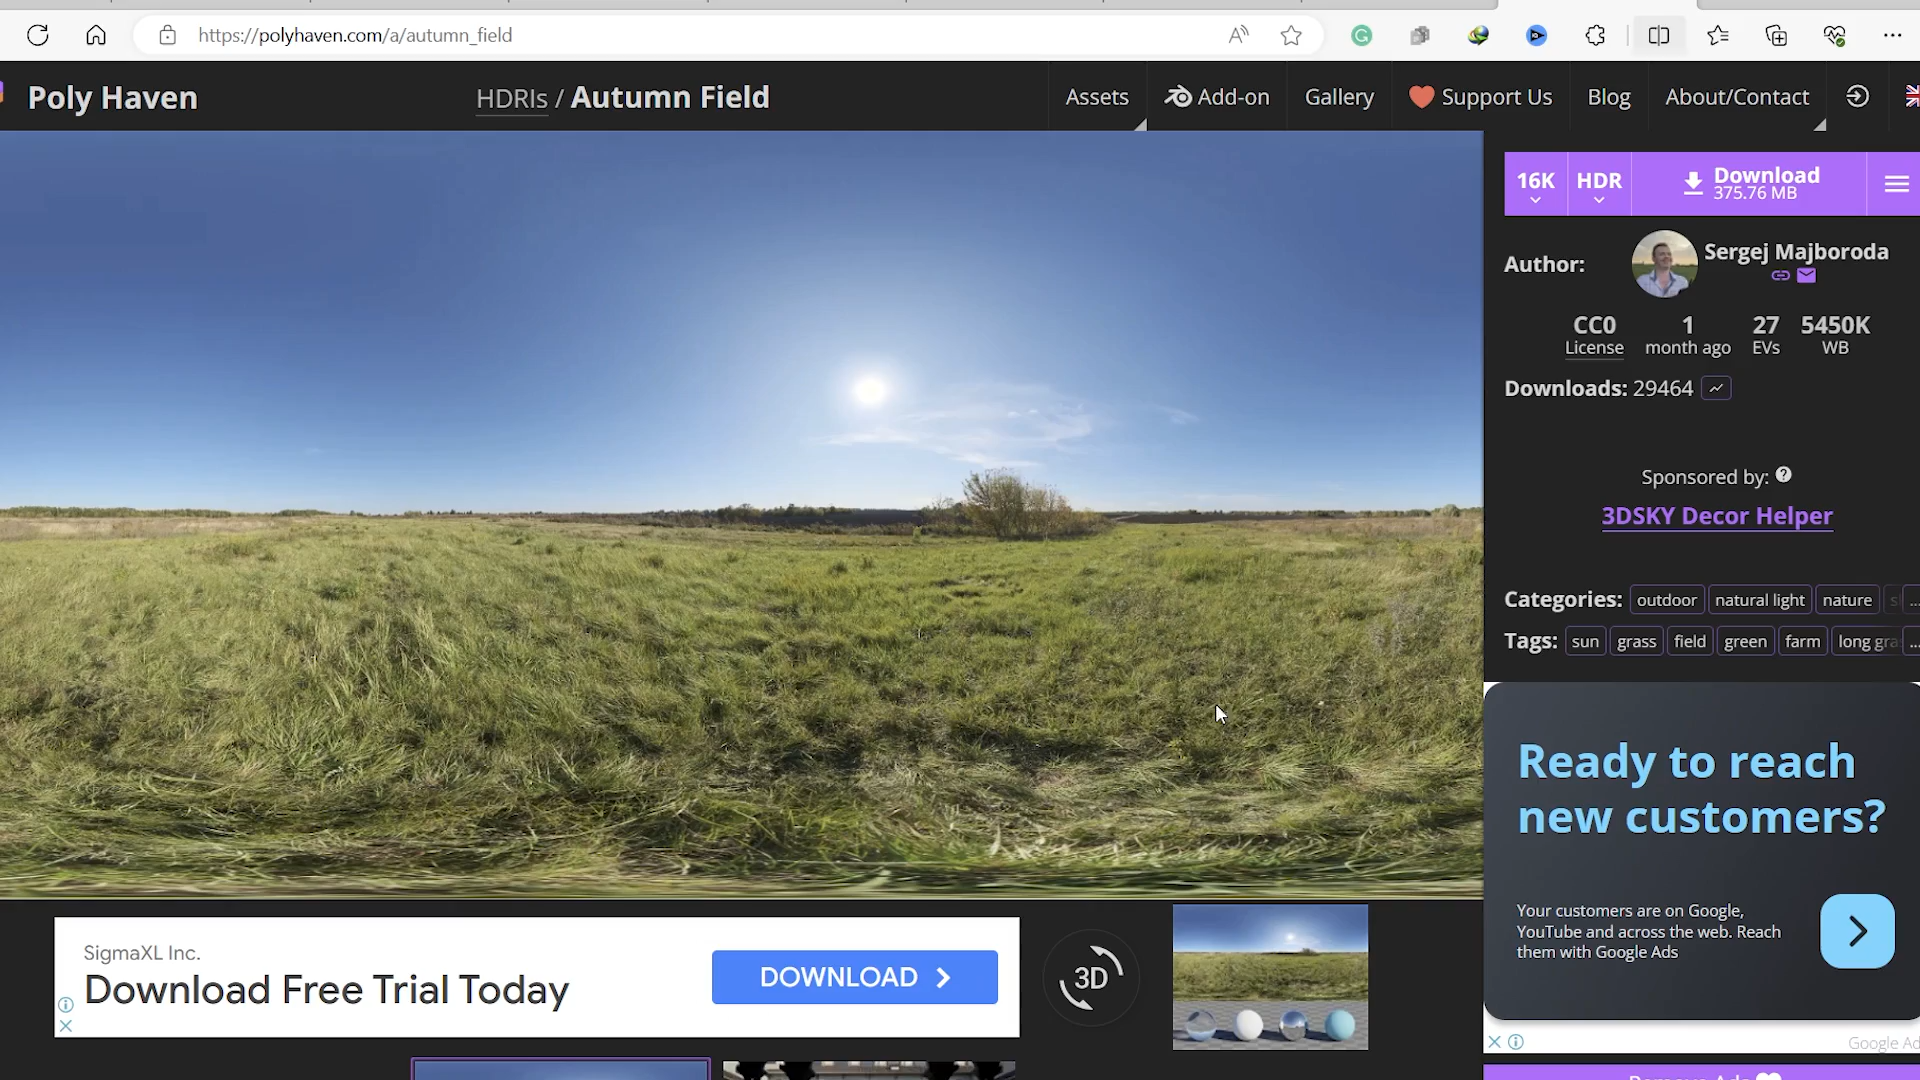 https://polyhaven.com/a/autumn_field
Poly Haven
HDRIs / Autumn Field
Assets
Add-on
Gallery
Support Us
Blog
About/Contact
16K
HDR
Download
375.76 MB
Author:
Sergej Majboroda
CC0
License
1
month ago
27
EVs
5450K
WB
Downloads: 29464
Sponsored by:
3DSKY Decor Helper
Categories: outdoor natural light nature ...
Tags: sun grass field green farm long gra ...
Ready to reach
new customers?
Your customers are on Google,
YouTube and across the web. Reach
them with Google Ads
SigmaXL Inc.
Download Free Trial Today
DOWNLOAD
3D
Google Ad